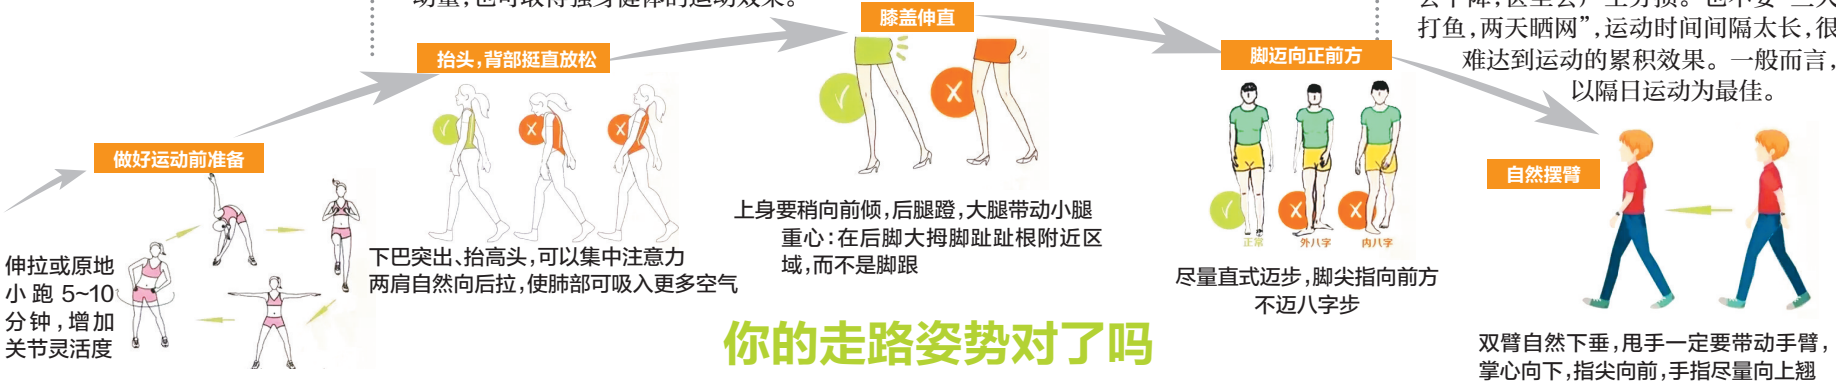 动量,也可取得强身健体的运动效果。
打鱼,两天晒网”,运动时间间隔太长,很
难达到运动的累积效果。一般而言,
以隔日运动为最佳。
做好运动前准备
伸拉或原地
小跑 5~10
分钟,增加
关节灵活度
抬头,背部挺直放松
下巴突出、抬高头,可以集中注意力
两肩自然向后拉,使肺部可吸入更多空气
膝盖伸直
上身要稍向前倾,后腿蹬,大腿带动小腿
重心:在后脚大拇脚趾趾根附近区
域,而不是脚跟
脚迈向正前方
正常
外八字
内八字
尽量直式迈步,脚尖指向前方
不迈八字步
自然摆臂
双臂自然下垂,甩手一定要带动手臂,
掌心向下,指尖向前,手指尽量向上翘
你的走路姿势对了吗